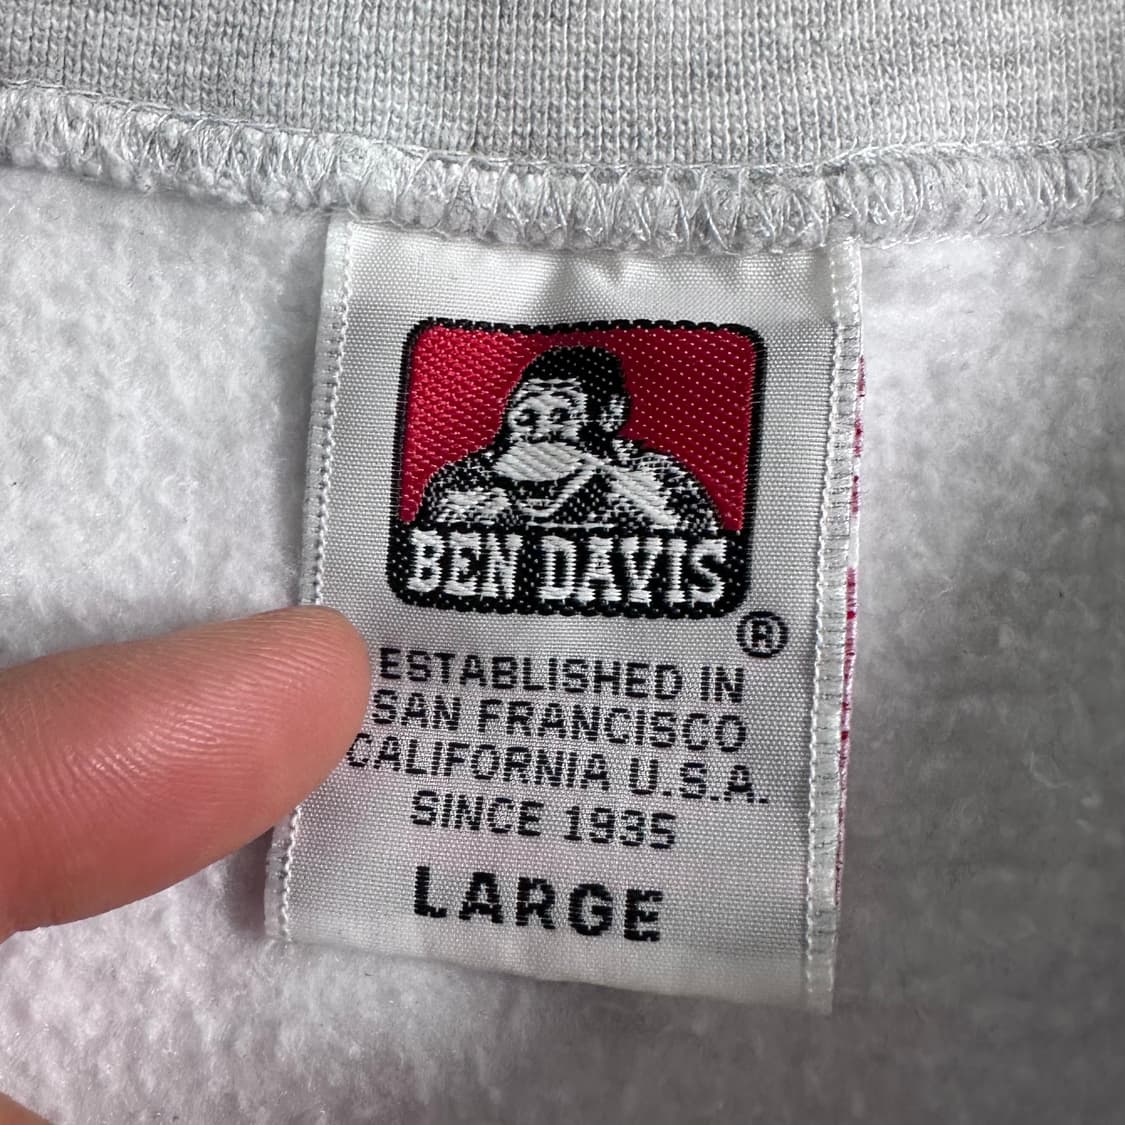 BEN DAVIS
®
ESTABLISHED IN
SAN FRANCISCO
CALIFORNIA U.S.A.
SINCE 1935
LARGE